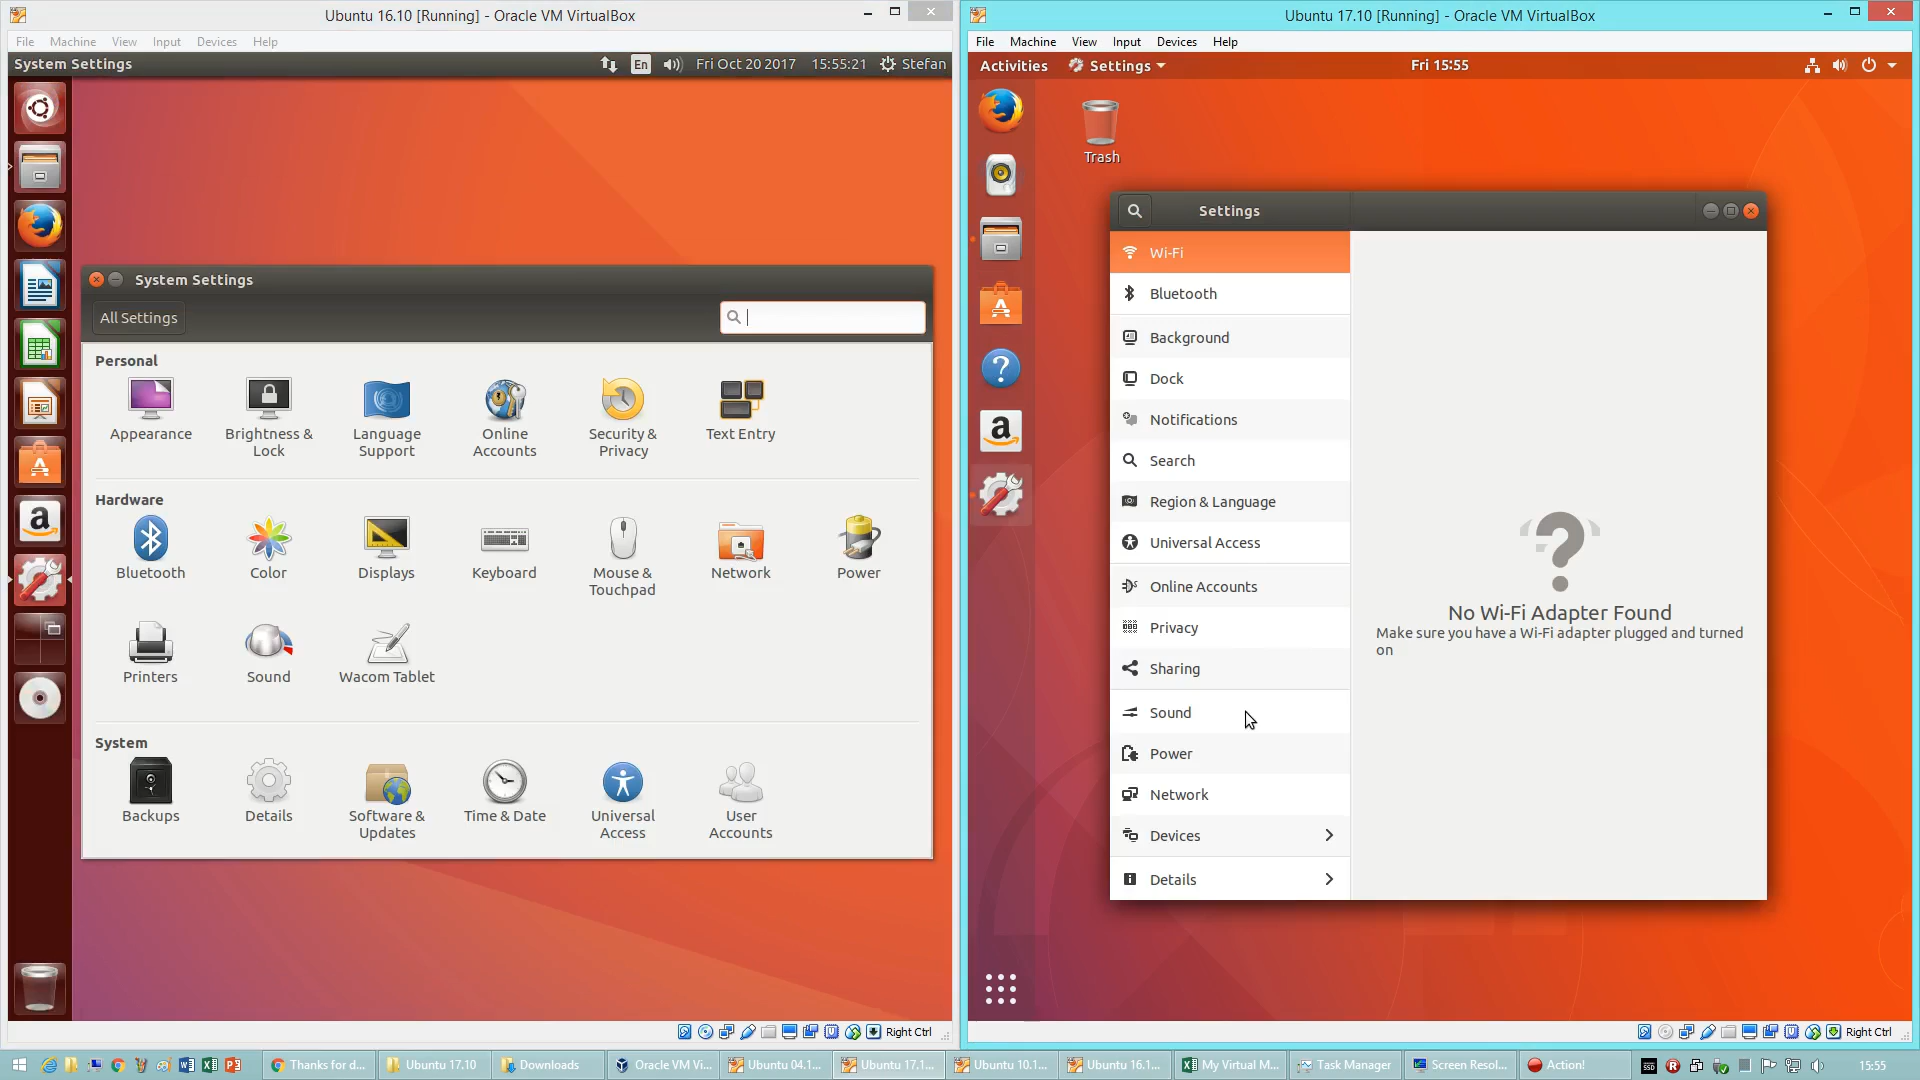 Ubuntu 16.10 [Running] - Oracle VM VirtualBox
File Machine View Input Devices Help
System Settings
En
Fri Oct 20 2017 15:55:21 Stefan
System Settings
All Settings
Personal
Appearance
Brightness & Lock
Language Support
Online Accounts
Security & Privacy
Text Entry
Hardware
Bluetooth
Color
Displays
Keyboard
Mouse & Touchpad
Network
Power
Printers
Sound
Wacom Tablet
System
Backups
Details
Software & Updates
Time & Date
Universal Access
User Accounts
Right Ctrl
Ubuntu 17.10 [Running] - Oracle VM VirtualBox
File Machine View Input Devices Help
Activities Settings Fri 15:55
Trash
Settings
Wi-Fi
Bluetooth
Background
Dock
Notifications
Search
Region & Language
Universal Access
Online Accounts
Privacy
Sharing
Sound
Power
Network
Devices
Details
No Wi-Fi Adapter Found
Make sure you have a Wi-Fi adapter plugged and turned
on
Right Ctrl
Thanks for d... Ubuntu 17.10 Downloads Oracle VM Vi... Ubuntu 04.1... Ubuntu 17.1... Ubuntu 10.1... Ubuntu 16.1... My Virtual M... Task Manager Screen Resol... Action! 15:55